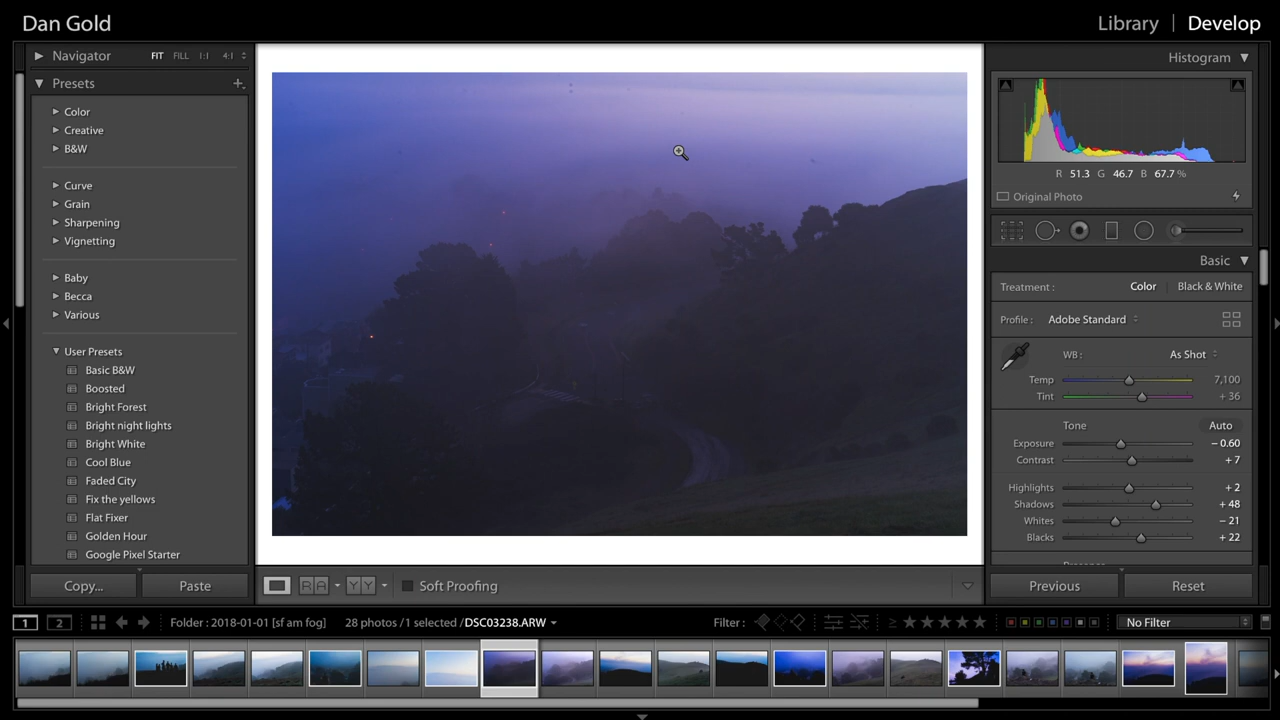 Dan Gold
Library | Develop
Navigator FIT FILL 1:1 4:1
Presets
Color
Creative
B&W
Curve
Grain
Sharpening
Vignetting
Baby
Becca
Various
User Presets
Basic B&W
Boosted
Bright Forest
Bright night lights
Bright White
Cool Blue
Faded City
Fix the yellows
Flat Fixer
Golden Hour
Google Pixel Starter
Copy... Paste
RA YY Soft Proofing
Histogram
R 51.3 G 46.7 B 67.7 %
Original Photo
Basic
Treatment : Color | Black & White
Profile : Adobe Standard
WB : As Shot
Temp 7,100
Tint + 36
Tone Auto
Exposure − 0.60
Contrast + 7
Highlights + 2
Shadows + 48
Whites − 21
Blacks + 22
Previous Reset
1 2 Folder : 2018-01-01 [sf am fog] 28 photos / 1 selected / DSC03238.ARW Filter : ≥ ★★★★★ No Filter